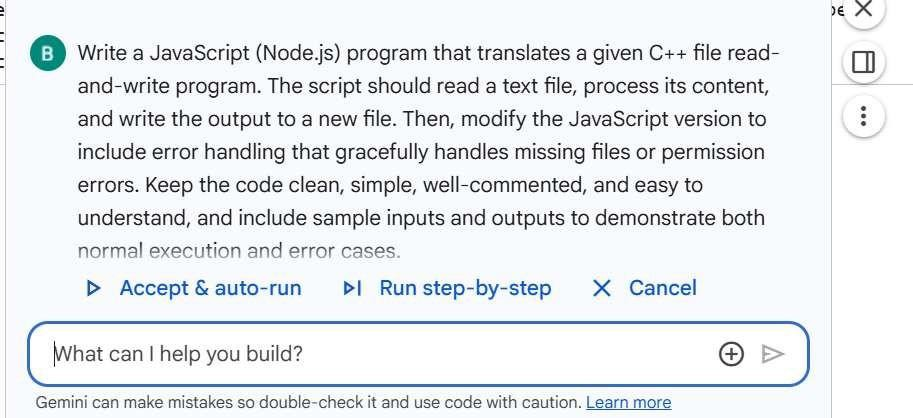 B
Write a JavaScript (Node.js) program that translates a given C++ file read-
and-write program. The script should read a text file, process its content,
and write the output to a new file. Then, modify the JavaScript version to
include error handling that gracefully handles missing files or permission
errors. Keep the code clean, simple, well-commented, and easy to
understand, and include sample inputs and outputs to demonstrate both
normal execution and error cases.
Accept & auto-run Run step-by-step Cancel
What can I help you build?
Gemini can make mistakes so double-check it and use code with caution. Learn more